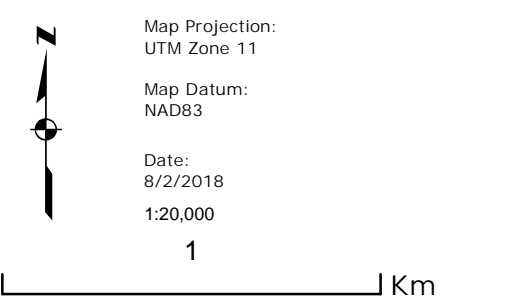 N
Map Projection:
UTM Zone 11
Map Datum:
NAD83
Date:
8/2/2018
1:20,000
1
Km